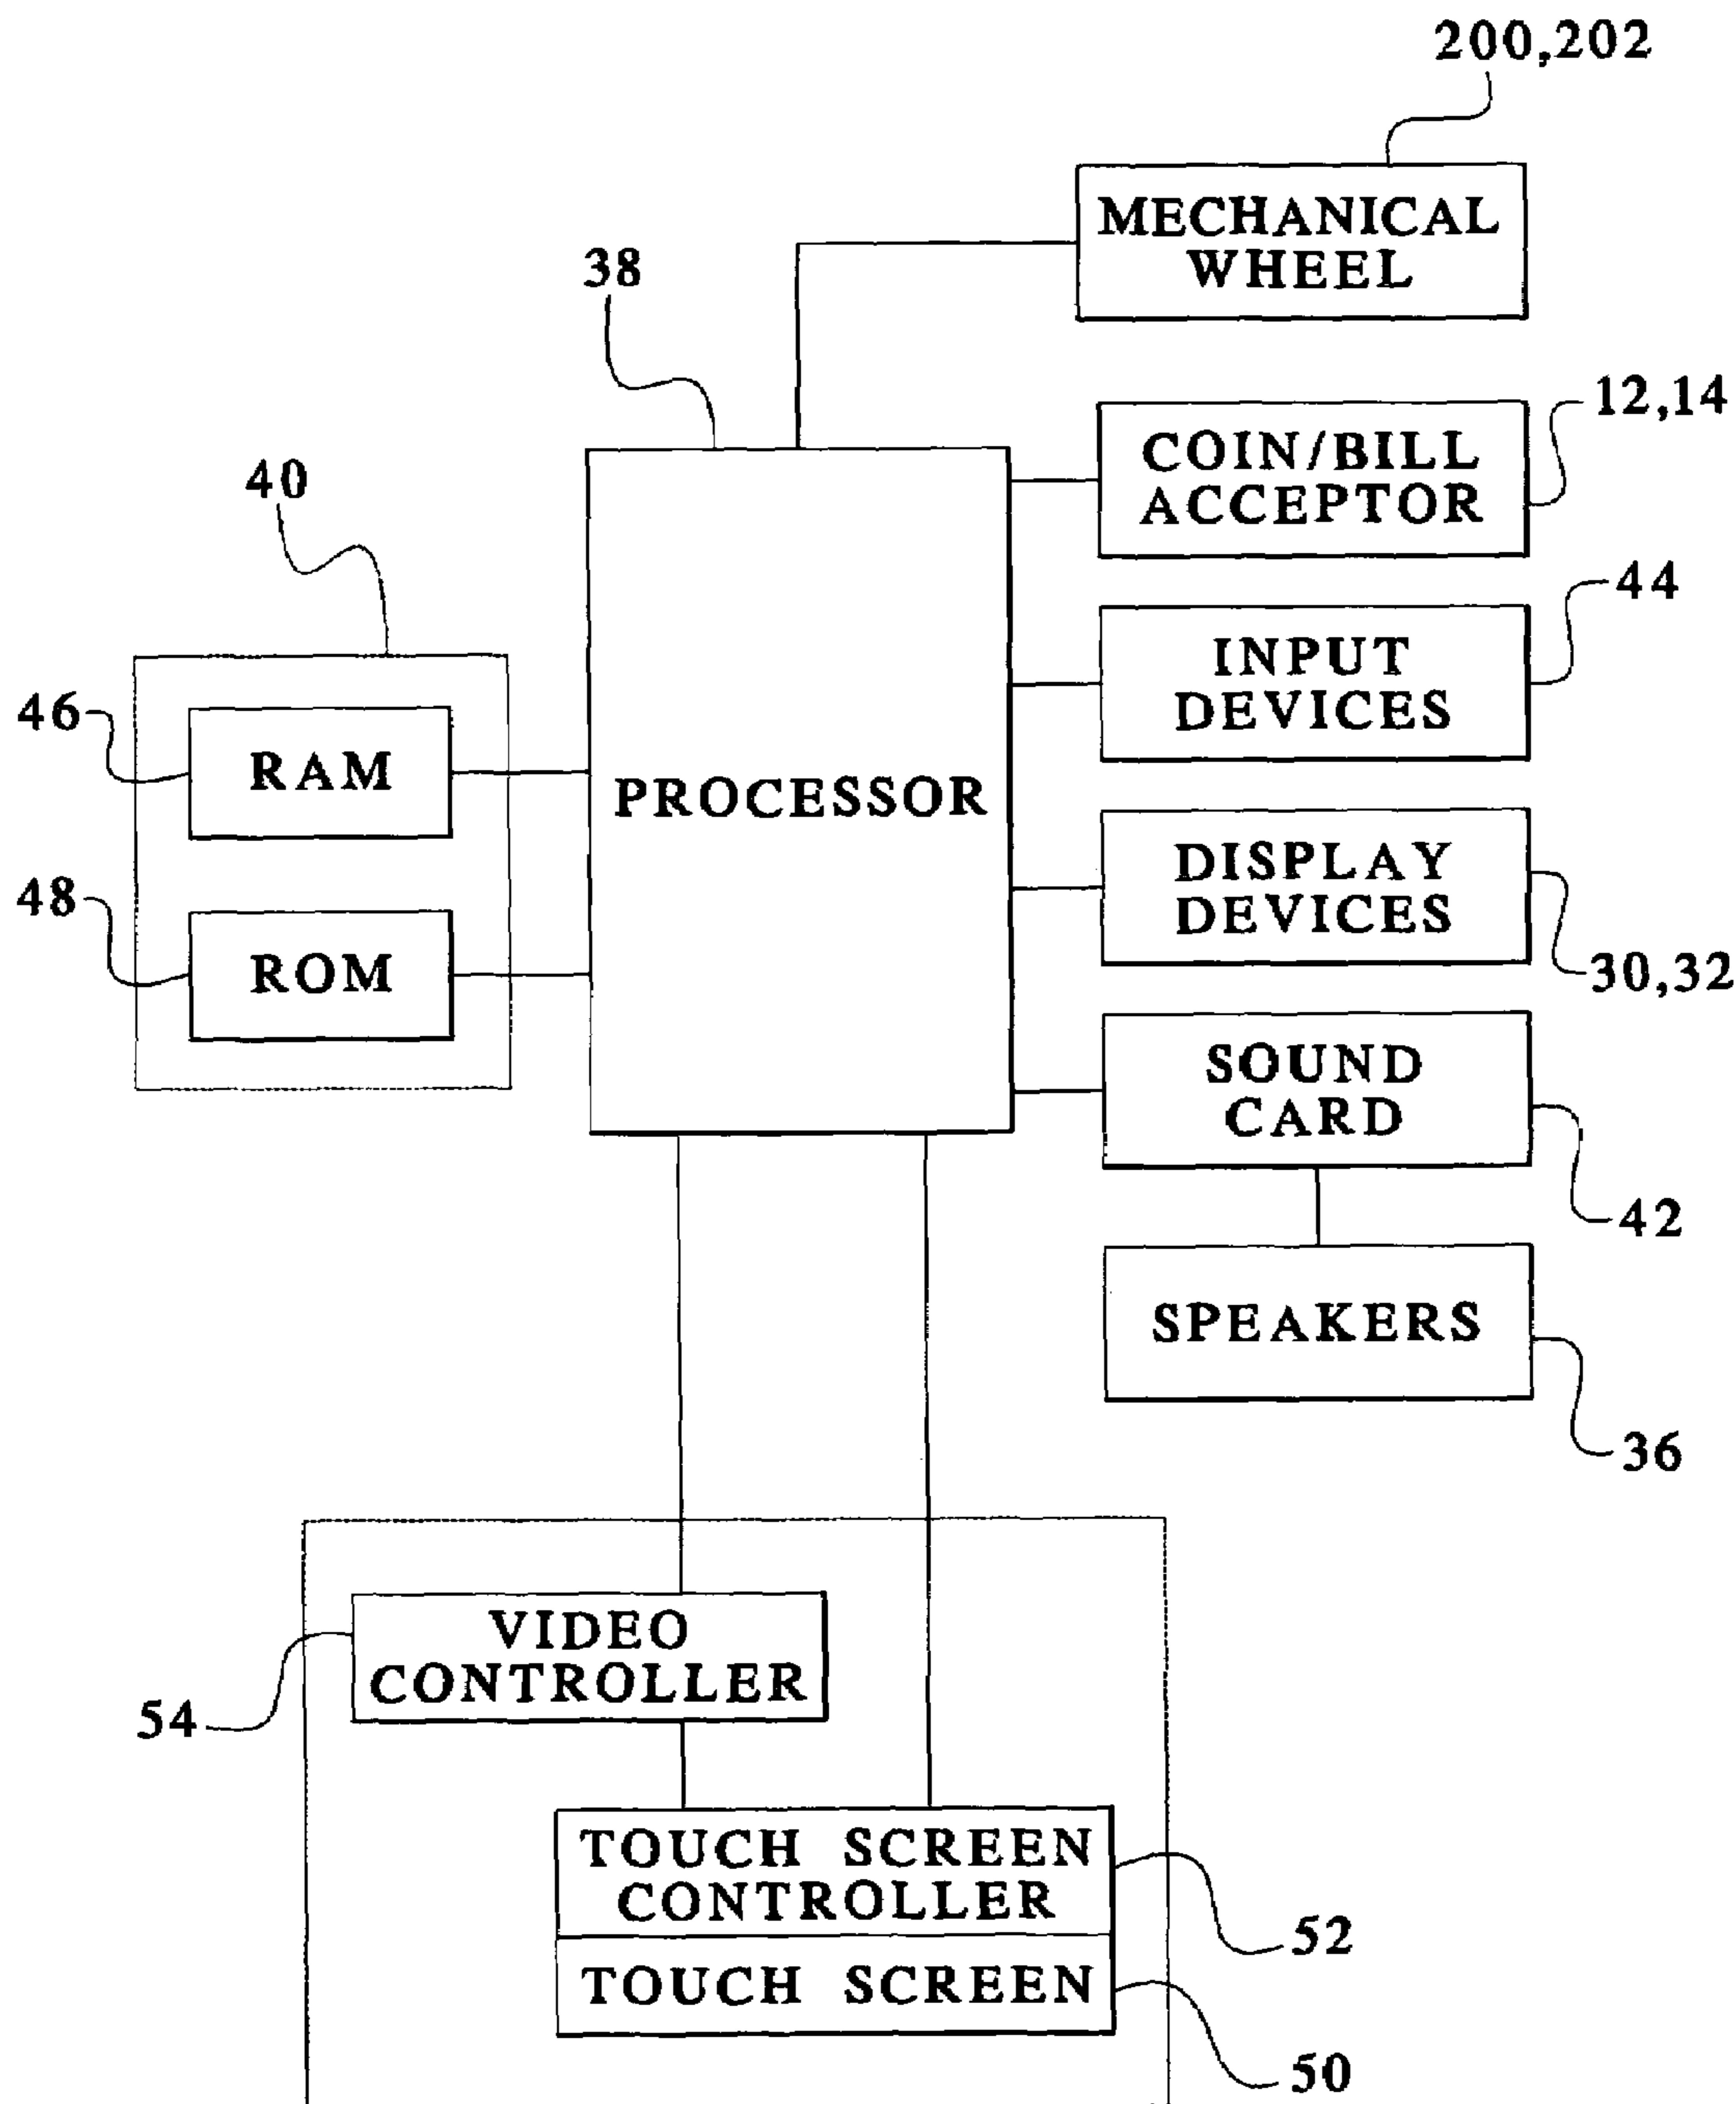 200,202
MECHANICAL
WHEEL
38
12,14
COIN/BILL
ACCEPTOR
40
44
INPUT
DEVICES
46
RAM
PROCESSOR
DISPLAY
DEVICES
48
ROM
30,32
SOUND
CARD
42
SPEAKERS
36
VIDEO
CONTROLLER
54
TOUCH SCREEN
CONTROLLER
52
TOUCH SCREEN
50